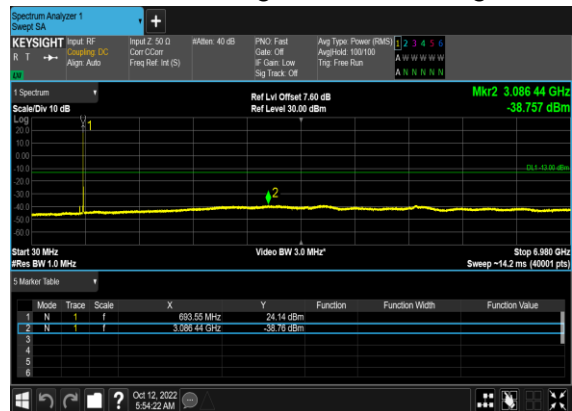 Spectrum Analyzer 1
Swept SA
+
KEYSIGHT Input: RF Input Z: 50 Ω #Atten: 40 dB PNO: Fast Avg Type: Power (RMS) 1 2 3 4 5 6
R T Coupling: DC Corr CCorr Gate: Off Avg|Hold: 100/100 A W W W W W
Align: Auto Freq Ref: Int (S) IF Gain: Low Trig: Free Run
Sig Track: Off A N N N N N
1 Spectrum Ref Lvl Offset 7.60 dB Mkr2 3.086 44 GHz
Scale/Div 10 dB Ref Level 30.00 dBm -38.757 dBm
Log
20.0 1
10.0
0.00
-10.0 DL1 -13.00 dBm
-20.0
-30.0 2
-40.0
-50.0
-60.0
Start 30 MHz Video BW 3.0 MHz* Stop 6.980 GHz
#Res BW 1.0 MHz Sweep ~14.2 ms (40001 pts)
5 Marker Table
Mode Trace Scale X Y Function Function Width Function Value
1 N 1 f 693.55 MHz 24.14 dBm
2 N 1 f 3.086 44 GHz -38.76 dBm
3
4
5
6
? Oct 12, 2022
5:54:22 AM